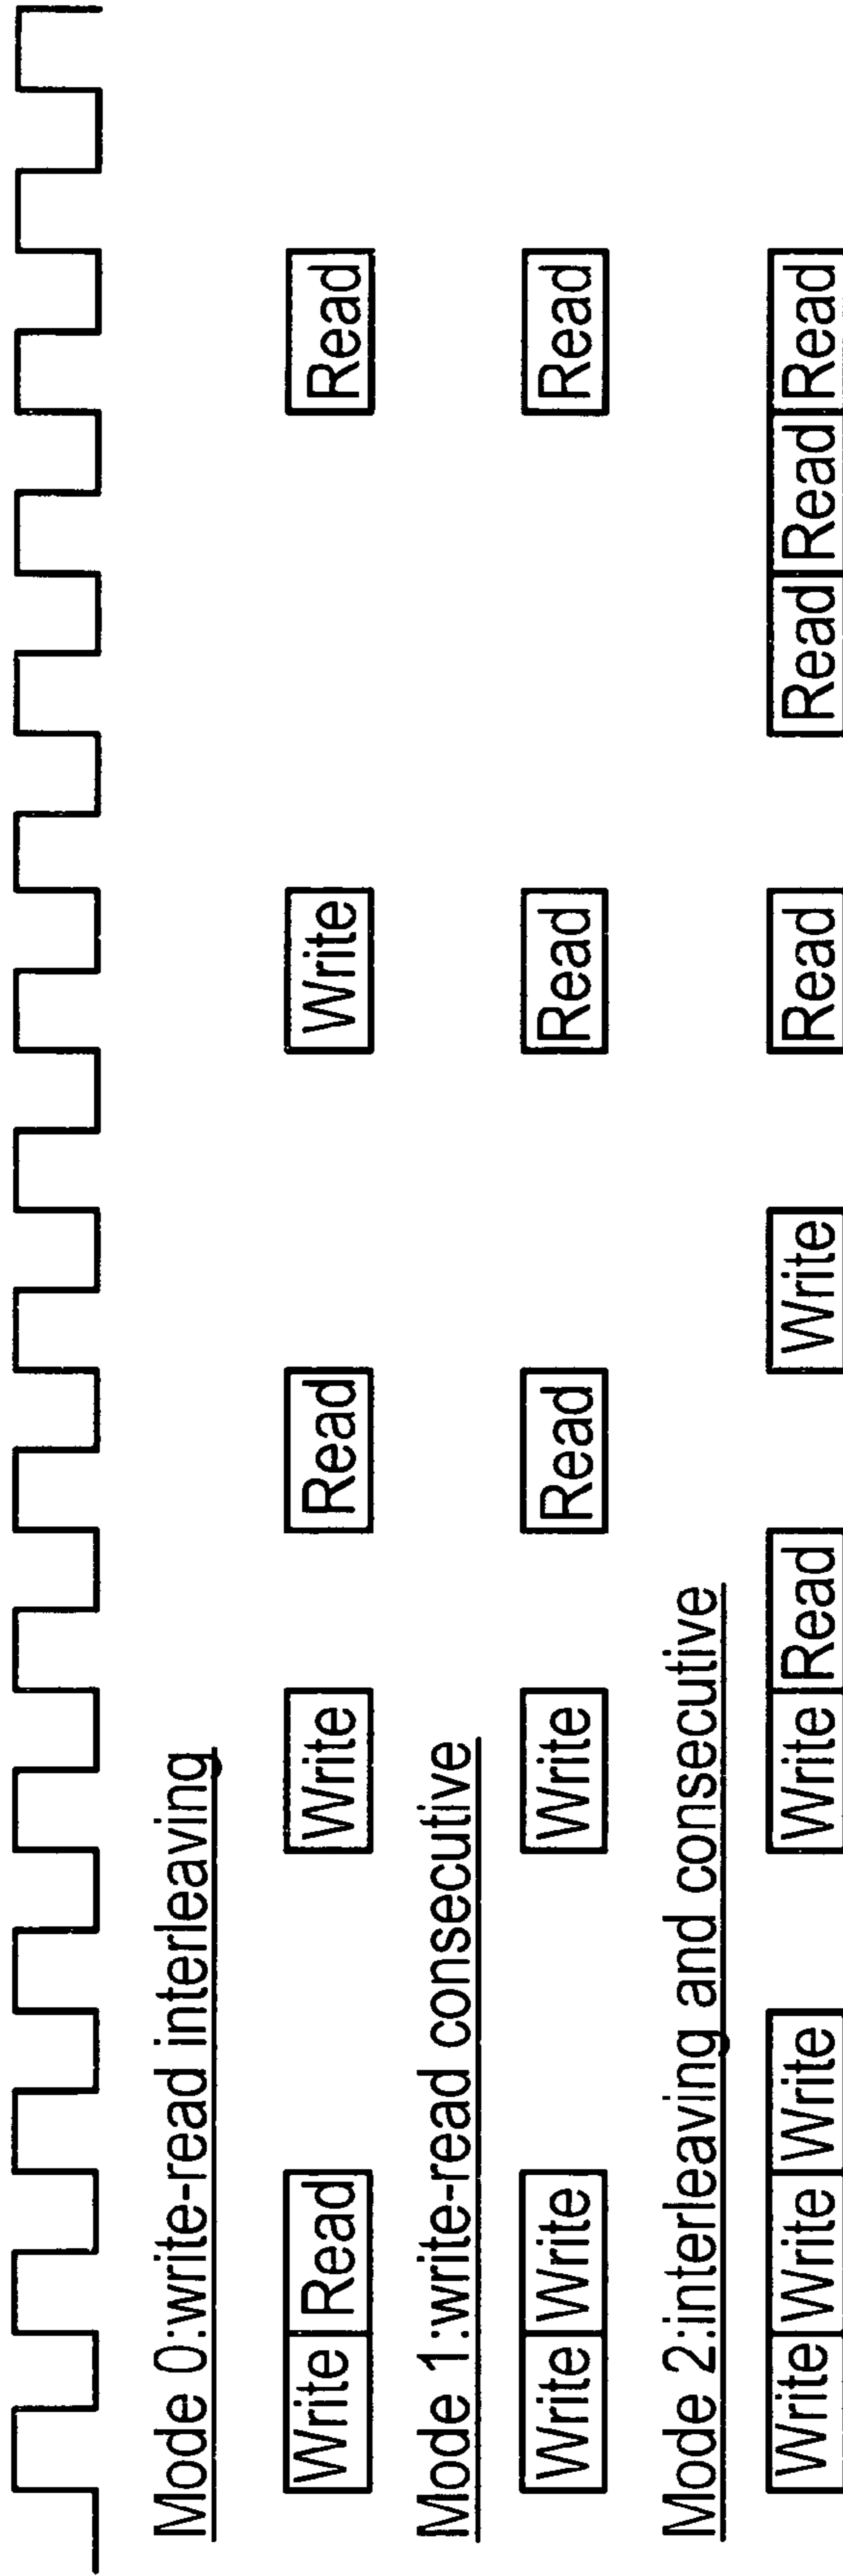 Mode 0:write-read interleaving
Write Read Write Read Write Read
Mode 1:write-read consecutive
Write Write Write Read Read Read
Mode 2:interleaving and consecutive
Write Write Write Write Read Write Read Read Read Read